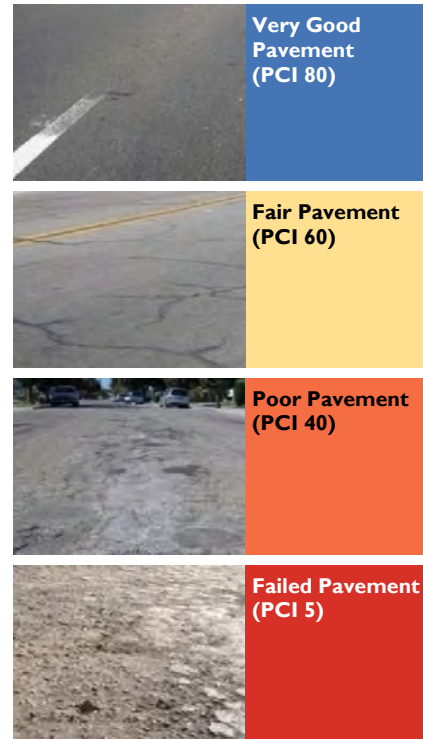 Very Good
Pavement
(PCI 80)
Fair Pavement
(PCI 60)
Poor Pavement
(PCI 40)
Failed Pavement
(PCI 5)